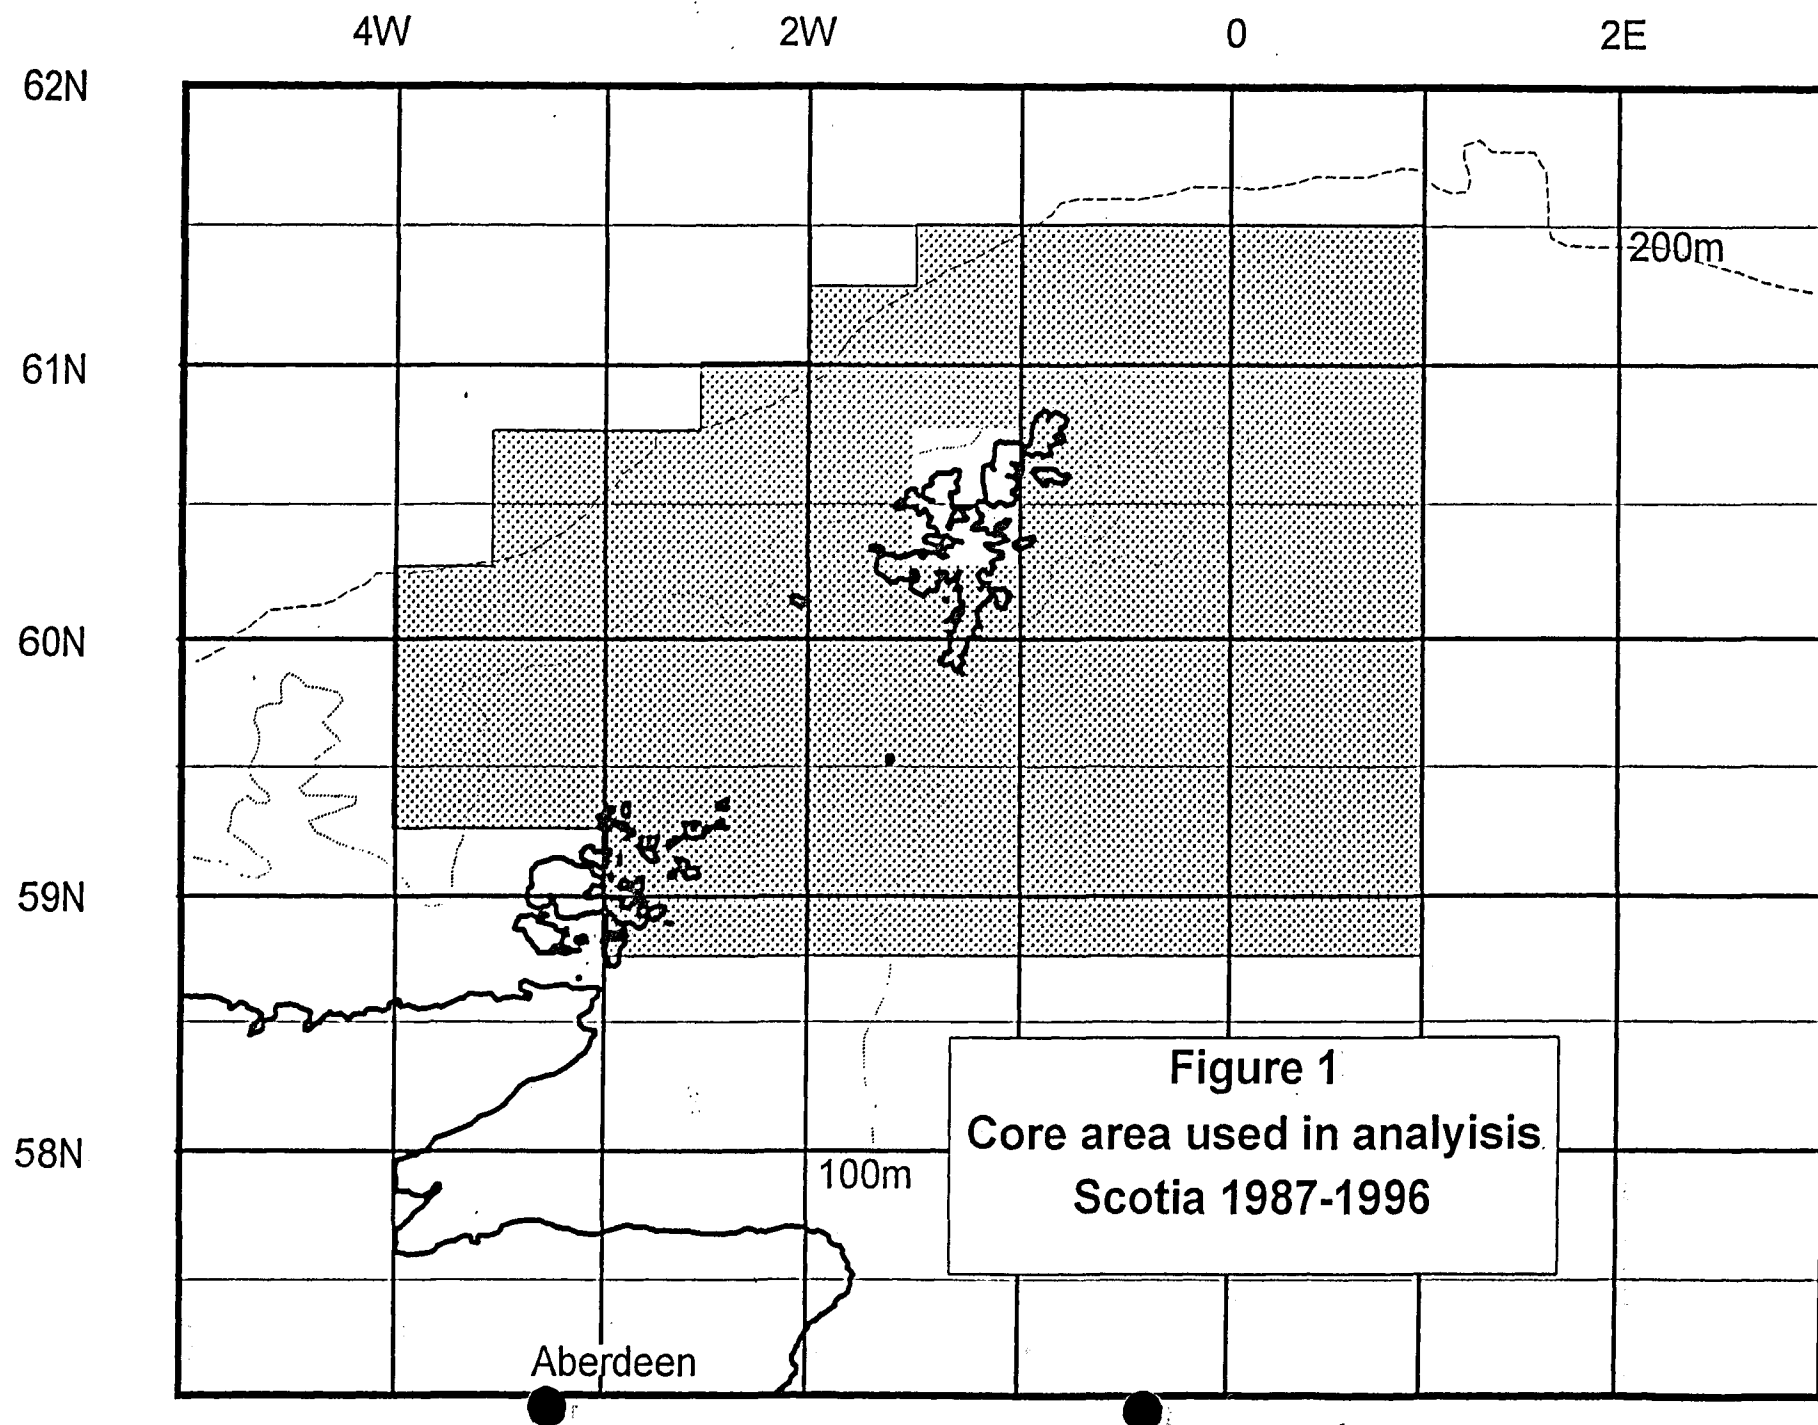 4W 2W 0 2E
62N
200m
61N
60N
59N
Figure 1
Core area used in analyisis
Scotia 1987-1996
58N
100m
Aberdeen